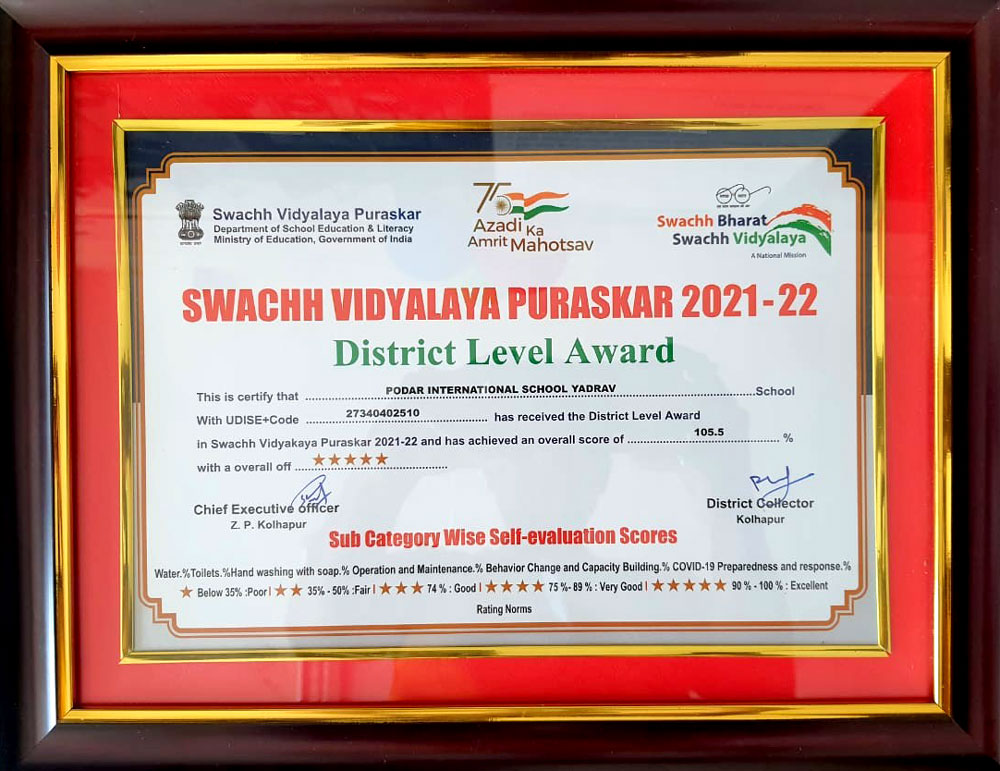 Swachh Vidyalaya Puraskar
Department of School Education & Literacy
Ministry of Education, Government of India
75
Azadi Ka
Amrit Mahotsav
Swachh Bharat
Swachh Vidyalaya
A National Mission
SWACHH VIDYALAYA PURASKAR 2021-22
District Level Award
This is certify that PODAR INTERNATIONAL SCHOOL YADRAV School
With UDISE+Code 27340402510 has received the District Level Award
in Swachh Vidyakaya Puraskar 2021-22 and has achieved an overall score of 105.5 %
with a overall off ★★★★★
Chief Executive officer
Z. P. Kolhapur
District Collector
Kolhapur
Sub Category Wise Self-evaluation Scores
Water.%Toilets.%Hand washing with soap.% Operation and Maintenance.% Behavior Change and Capacity Building.% COVID-19 Preparedness and response.%
★ Below 35% :Poor| ★★ 35% - 50% :Fair| ★★★ 74 % : Good | ★★★★ 75 %- 89 % : Very Good | ★★★★★ 90 % - 100 % : Excellent
Rating Norms